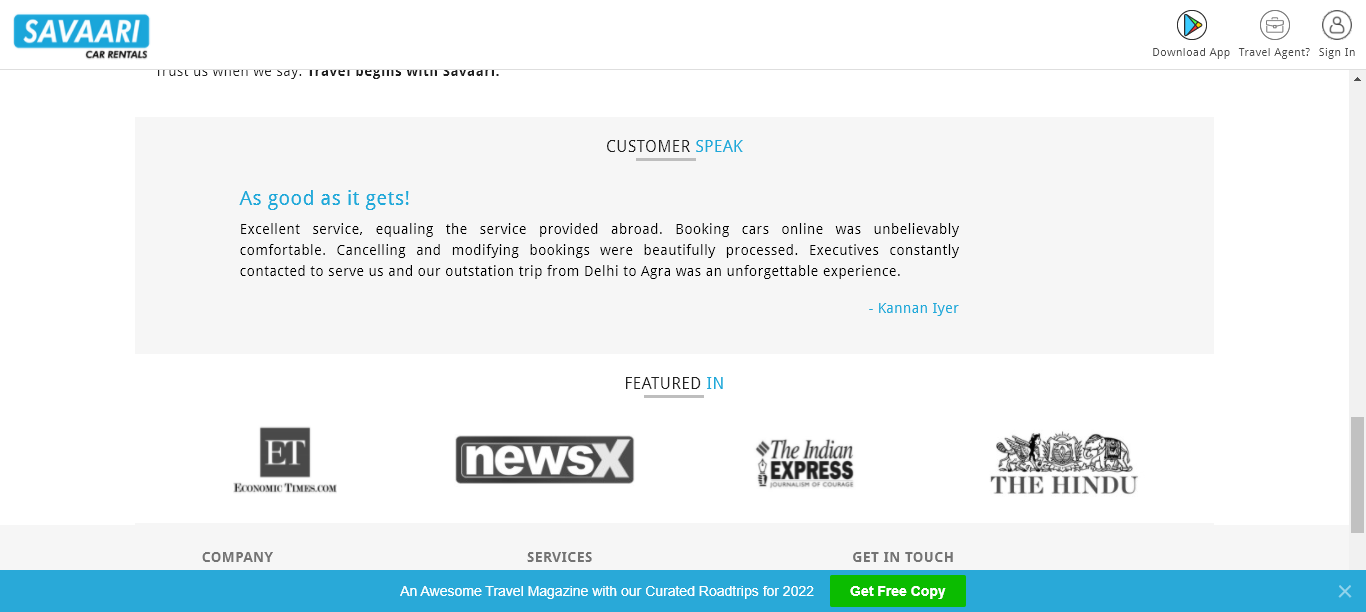 SAVAARI
CAR RENTALS
Download App
Travel Agent?
Sign In
Trust us when we say: Travel begins with Savaari.
CUSTOMER SPEAK
As good as it gets!
Excellent service, equaling the service provided abroad. Booking cars online was unbelievably
comfortable. Cancelling and modifying bookings were beautifully processed. Executives constantly
contacted to serve us and our outstation trip from Delhi to Agra was an unforgettable experience.
- Kannan Iyer
FEATURED IN
ET
ECONOMIC TIMES.COM
newsX
The Indian
EXPRESS
JOURNALISM OF COURAGE
THE HINDU
COMPANY
SERVICES
GET IN TOUCH
An Awesome Travel Magazine with our Curated Roadtrips for 2022
Get Free Copy